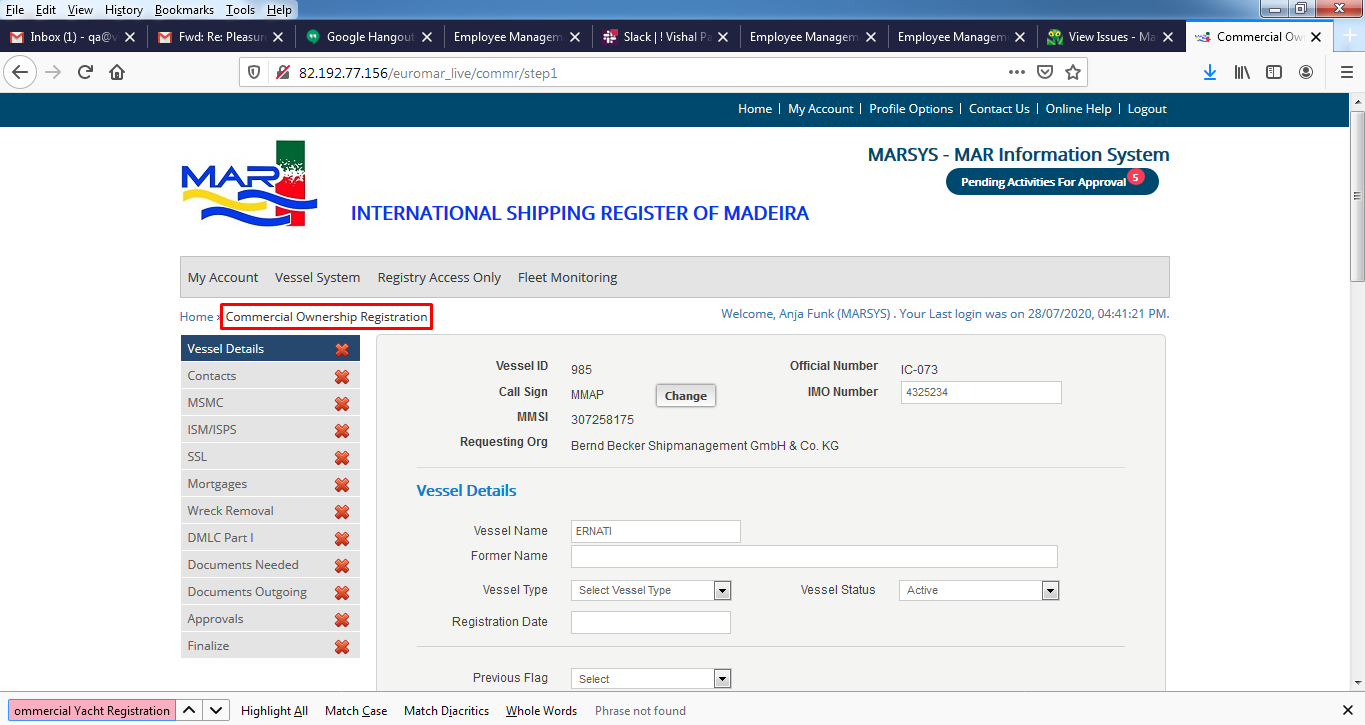 File Edit View History Bookmarks Tools Help
Inbox (1) - qa@v Fwd: Re: Pleasure Google Hangout Employee Managem Slack | ! Vishal Pa Employee Managem Employee Managem View Issues - Ma Commercial Ow
82.192.77.156/euromar_live/commr/step1
Home | My Account | Profile Options | Contact Us | Online Help | Logout
MAR
MARSYS - MAR Information System
Pending Activities For Approval 5
INTERNATIONAL SHIPPING REGISTER OF MADEIRA
My Account Vessel System Registry Access Only Fleet Monitoring
Home » Commercial Ownership Registration
Welcome, Anja Funk (MARSYS) . Your Last login was on 28/07/2020, 04:41:21 PM.
Vessel Details
Contacts
MSMC
ISM/ISPS
SSL
Mortgages
Wreck Removal
DMLC Part I
Documents Needed
Documents Outgoing
Approvals
Finalize
Vessel ID 985 Official Number IC-073
Call Sign MMAP Change IMO Number 4325234
MMSI 307258175
Requesting Org Bernd Becker Shipmanagement GmbH & Co. KG
Vessel Details
Vessel Name ERNATI
Former Name
Vessel Type Select Vessel Type Vessel Status Active
Registration Date
Previous Flag Select
ommercial Yacht Registration Highlight All Match Case Match Diacritics Whole Words Phrase not found